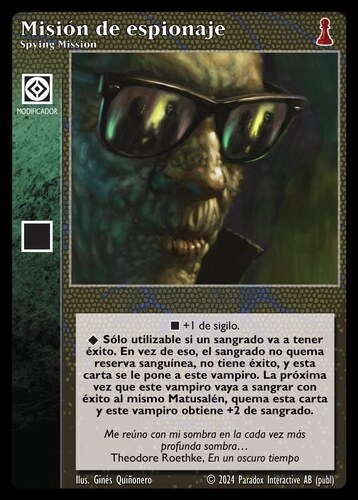 Misión de espionaje
Spying Mission
MODIFICADOR
+1 de sigilo.
Sólo utilizable si un sangrado va a tener
éxito. En vez de eso, el sangrado no quema
reserva sanguínea, no tiene éxito, y esta
carta se le pone a este vampiro. La próxima
vez que este vampiro vaya a sangrar con
éxito al mismo Matusalén, quema esta carta
y este vampiro obtiene +2 de sangrado.
Me reúno con mi sombra en la cada vez más
profunda sombra…
Theodore Roethke, En un oscuro tiempo
Ilus. Ginés Quiñonero
© 2024 Paradox Interactive AB (publ)